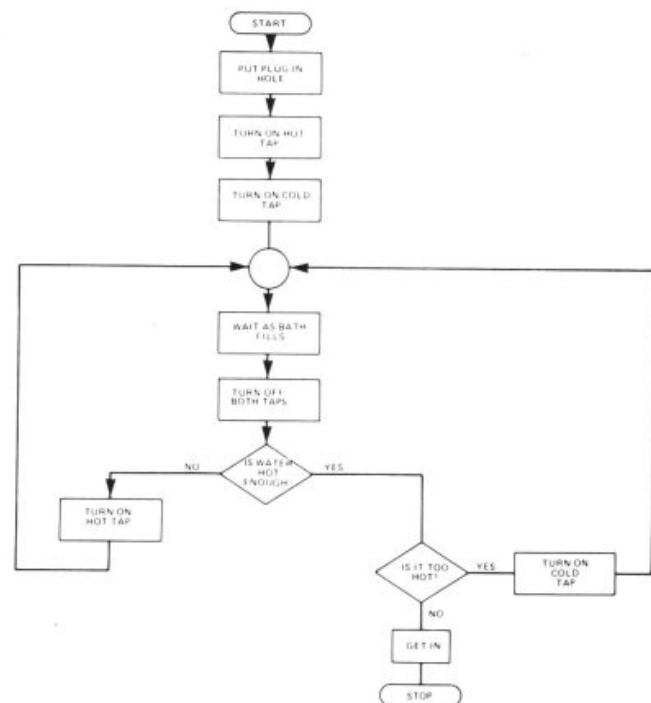 START
PUT PLUG IN
HOLE
TURN ON HOT
TAP
TURN ON COLD
TAP
WAIT AS BATH
FILLS
TURN OFF
BOTH TAPS
IS WATER
HOT
ENOUGH?
NO
YES
TURN ON
HOT TAP
IS IT TOO
HOT?
YES
TURN ON
COLD
TAP
NO
GET IN
STOP